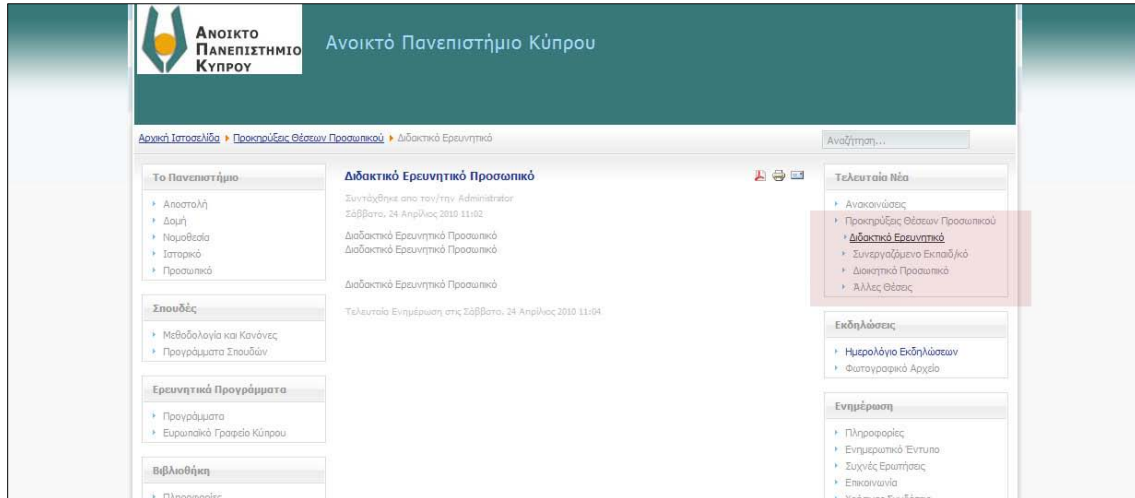 ΑΝΟΙΚΤΟ
ΠΑΝΕΠΙΣΤΗΜΙΟ
ΚΥΠΡΟΥ
Ανοικτό Πανεπιστήμιο Κύπρου
Αρχική Ιστοσελίδα Προκηρύξεις Θέσεων Προσωπικού Διδακτικό Ερευνητικό
Αναζήτηση...
Το Πανεπιστήμιο
Αποστολή
Δομή
Νομοθεσία
Ιστορικό
Προσωπικό
Σπουδές
Μεθοδολογία και Κανόνες
Προγράμματα Σπουδών
Ερευνητικά Προγράμματα
Προγράμματα
Ευρωπαϊκό Γραφείο Κύπρου
Βιβλιοθήκη
Πληροφορίες
Διδακτικό Ερευνητικό Προσωπικό
Συντάχθηκε απο τον/την Administrator
Σάββατο, 24 Απρίλιος 2010 11:02
Διαδοκτικό Ερευνητικό Προσωπικό
Διαδοκτικό Ερευνητικό Προσωπικό
Διαδοκτικό Ερευνητικό Προσωπικό
Τελευταία Ενημέρωση στις Σάββατο, 24 Απρίλιος 2010 11:04
Τελευταία Νέα
Ανακοινώσεις
Προκηρύξεις Θέσεων Προσωπικού
Διδακτικό Ερευνητικό
Συνεργαζόμενο Εκπαιδ/κό
Διοικητικό Προσωπικό
Άλλες Θέσεις
Εκδηλώσεις
Ημερολόγιο Εκδηλώσεων
Φωτογραφικό Αρχείο
Ενημέρωση
Πληροφορίες
Ενημερωτικό Έντυπο
Συχνές Ερωτήσεις
Επικοινωνία